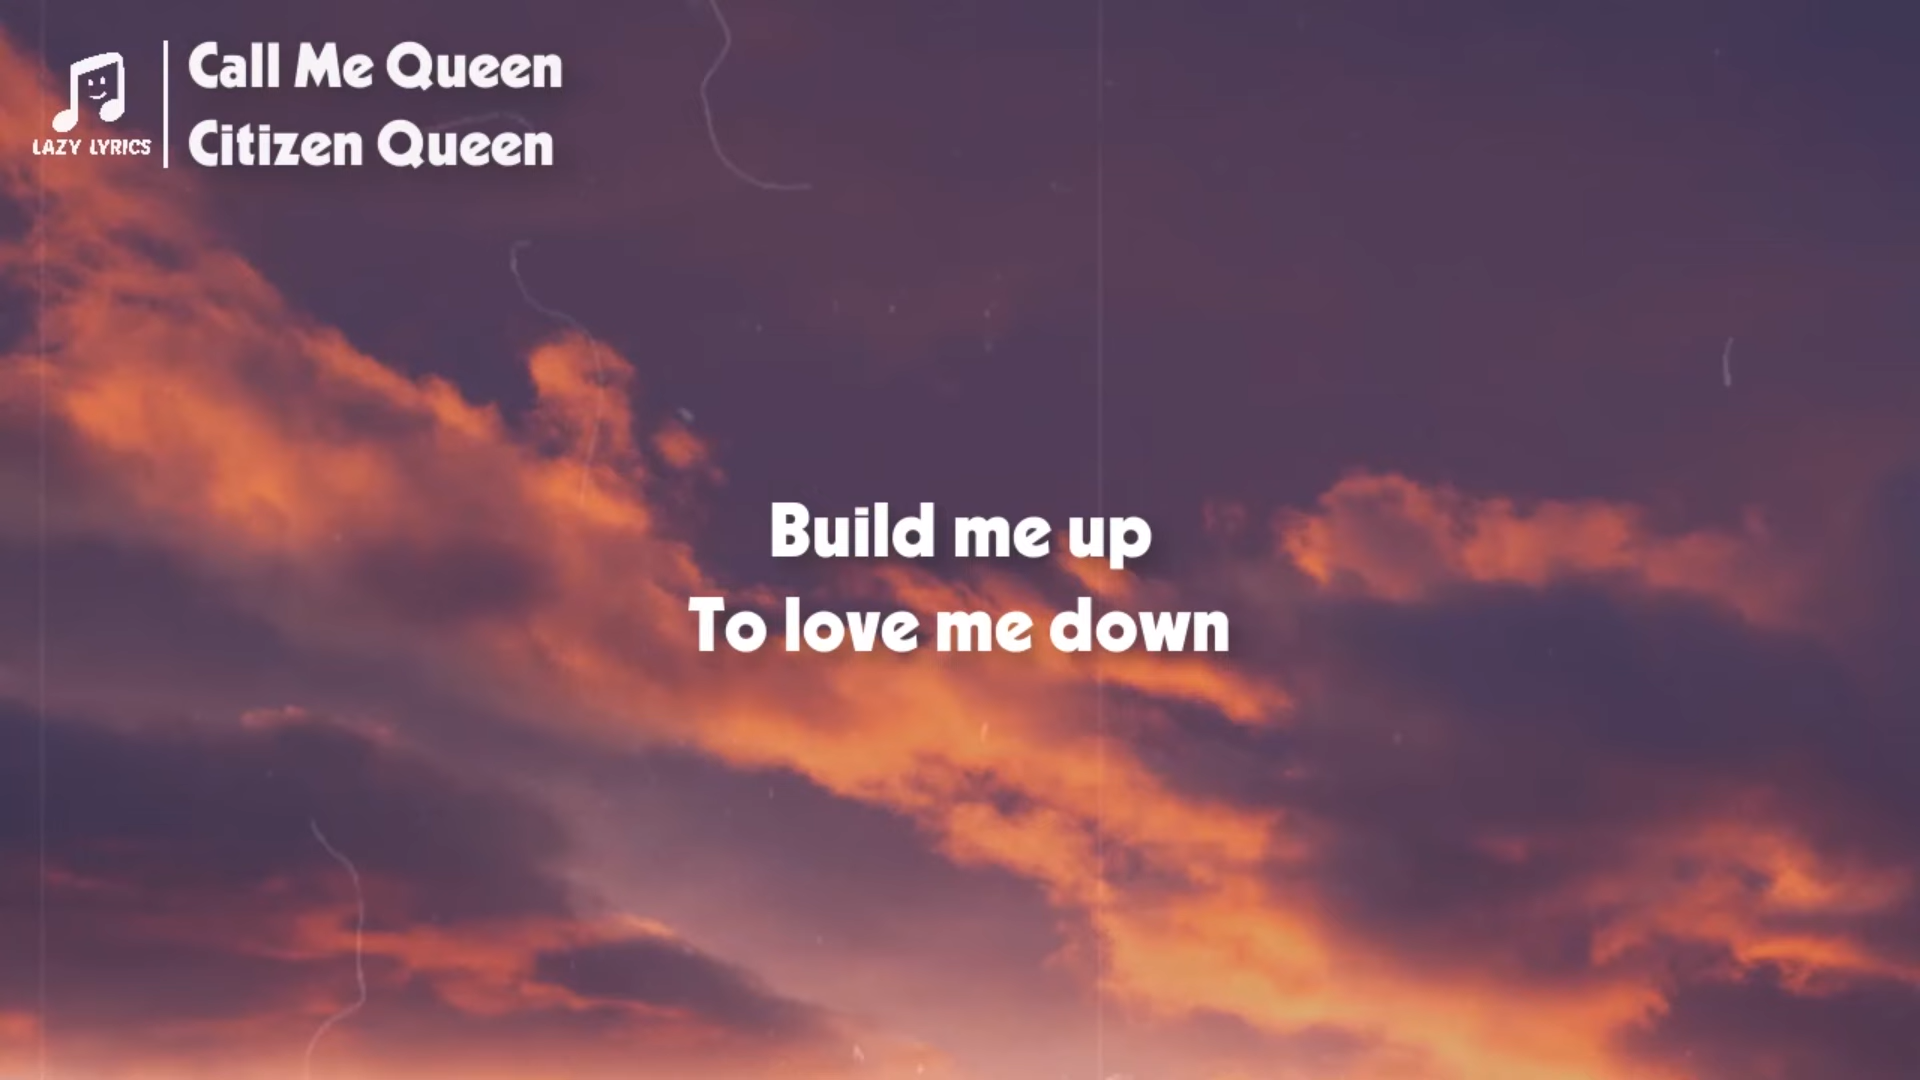 Call Me Queen
Citizen Queen
LAZY LYRICS
Build me up
To love me down